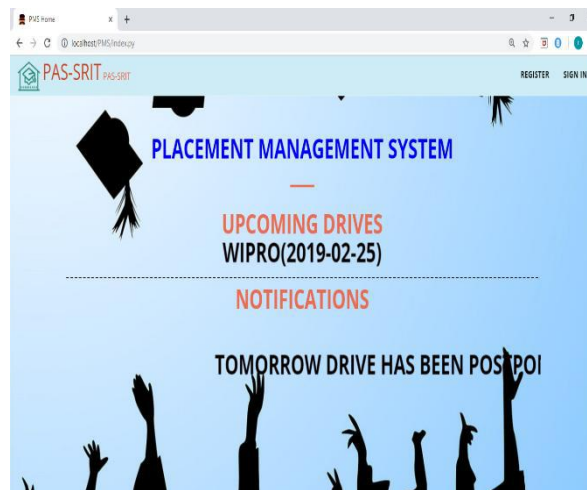 PMS Home
localhost/PMS/index.py
PAS-SRIT PAS-SRIT
REGISTER SIGN IN
PLACEMENT MANAGEMENT SYSTEM
UPCOMING DRIVES
WIPRO(2019-02-25)
NOTIFICATIONS
TOMORROW DRIVE HAS BEEN POSTPON